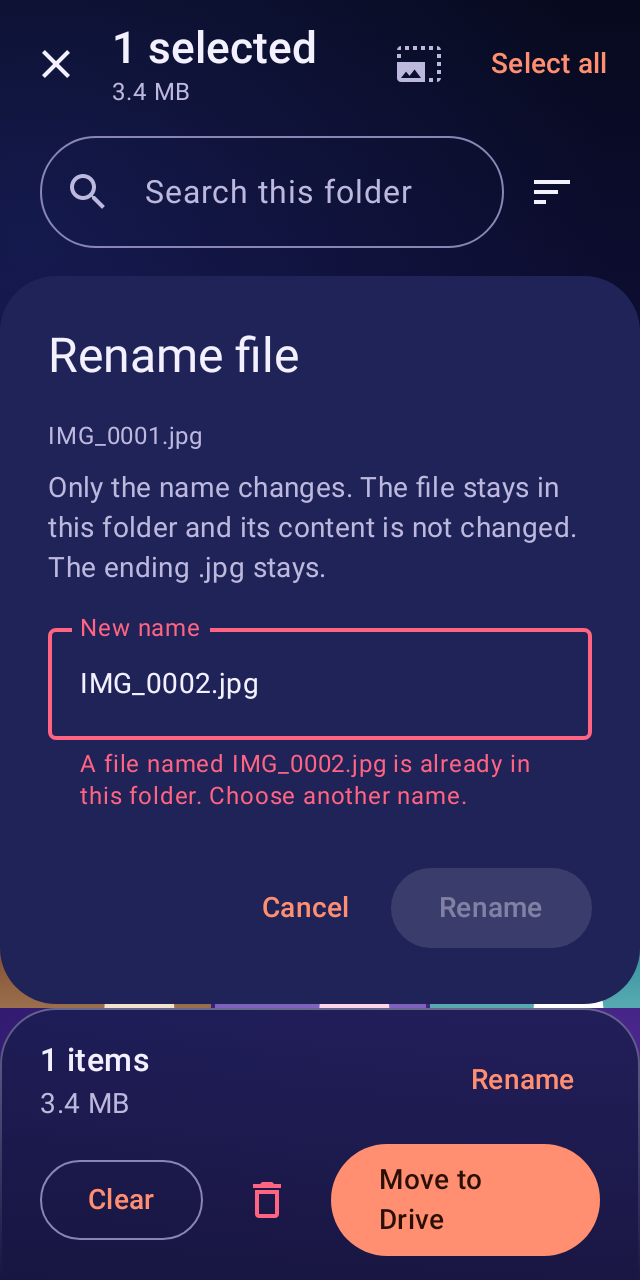 1 selected
3.4 MB
Select all
Search this folder
Rename file
IMG_0001.jpg
Only the name changes. The file stays in
this folder and its content is not changed.
The ending .jpg stays.
New name
IMG_0002.jpg
A file named IMG_0002.jpg is already in
this folder. Choose another name.
Cancel
Rename
1 items
3.4 MB
Rename
Clear
Move to
Drive